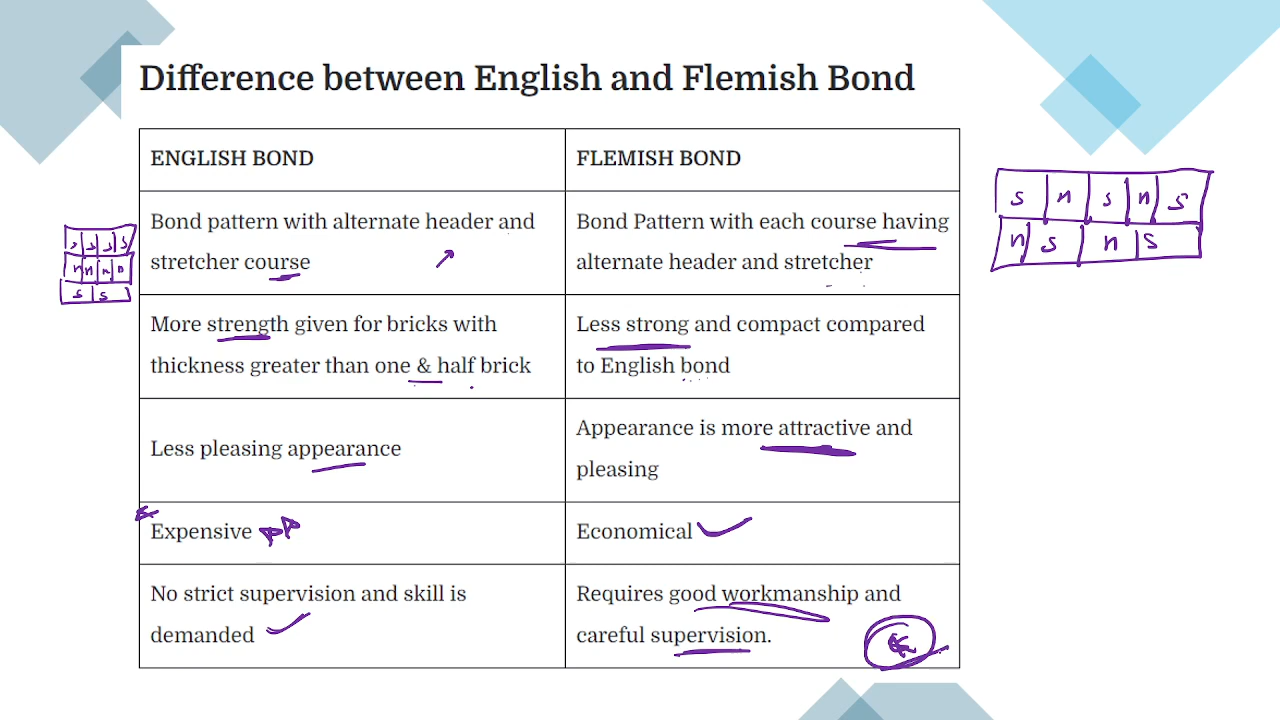 Difference between English and Flemish Bond
ENGLISH BOND
FLEMISH BOND
Bond pattern with alternate header and
stretcher course
Bond Pattern with each course having
alternate header and stretcher
More strength given for bricks with
thickness greater than one & half brick
Less strong and compact compared
to English bond
Less pleasing appearance
Appearance is more attractive and
pleasing
Expensive
Economical
No strict supervision and skill is
demanded
Requires good workmanship and
careful supervision.
s s s s
n n n n
s s
s n s n s
n s n s